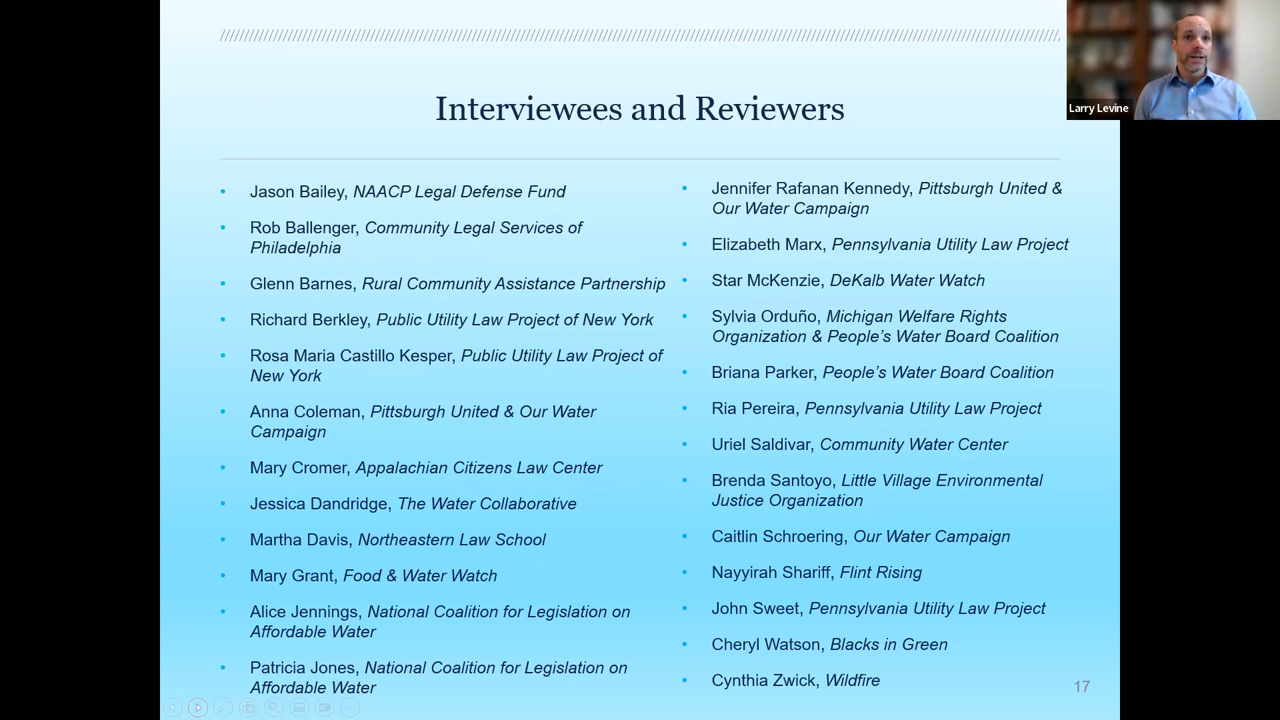 Larry Levine
Interviewees and Reviewers
• Jason Bailey, NAACP Legal Defense Fund
• Rob Ballenger, Community Legal Services of
Philadelphia
• Glenn Barnes, Rural Community Assistance Partnership
• Richard Berkley, Public Utility Law Project of New York
• Rosa Maria Castillo Kesper, Public Utility Law Project of
New York
• Anna Coleman, Pittsburgh United & Our Water
Campaign
• Mary Cromer, Appalachian Citizens Law Center
• Jessica Dandridge, The Water Collaborative
• Martha Davis, Northeastern Law School
• Mary Grant, Food & Water Watch
• Alice Jennings, National Coalition for Legislation on
Affordable Water
• Patricia Jones, National Coalition for Legislation on
Affordable Water
• Jennifer Rafanan Kennedy, Pittsburgh United &
Our Water Campaign
• Elizabeth Marx, Pennsylvania Utility Law Project
• Star McKenzie, DeKalb Water Watch
• Sylvia Orduño, Michigan Welfare Rights
Organization & People’s Water Board Coalition
• Briana Parker, People’s Water Board Coalition
• Ria Pereira, Pennsylvania Utility Law Project
• Uriel Saldivar, Community Water Center
• Brenda Santoyo, Little Village Environmental
Justice Organization
• Caitlin Schroering, Our Water Campaign
• Nayyirah Shariff, Flint Rising
• John Sweet, Pennsylvania Utility Law Project
• Cheryl Watson, Blacks in Green
• Cynthia Zwick, Wildfire
17